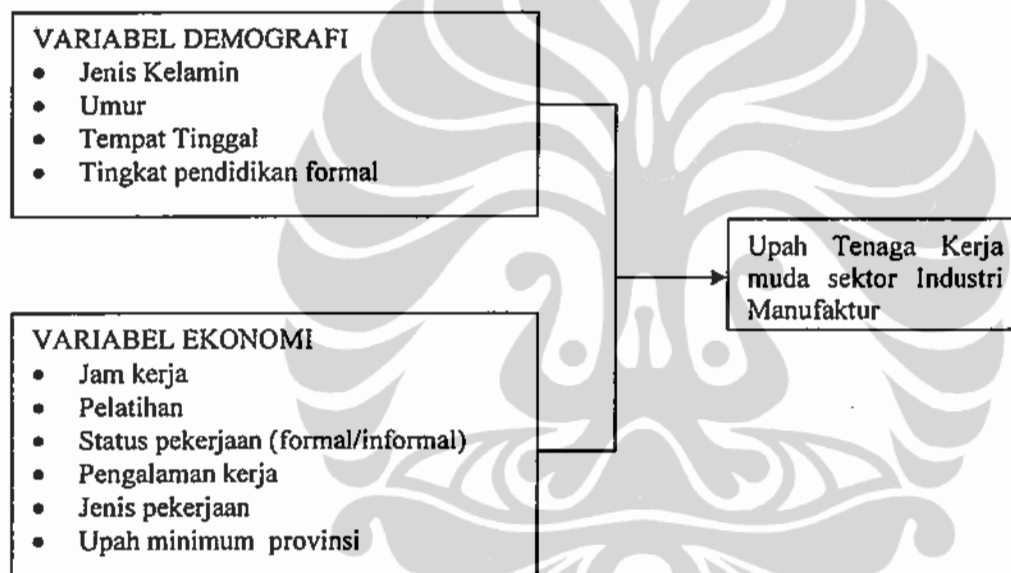 VARIABEL DEMOGRAFI
• Jenis Kelamin
• Umur
• Tempat Tinggal
• Tingkat pendidikan formal
Upah Tenaga Kerja
muda sektor Industri
Manufaktur
VARIABEL EKONOMI
• Jam kerja
• Pelatihan
• Status pekerjaan (formal/informal)
• Pengalaman kerja
• Jenis pekerjaan
• Upah minimum provinsi